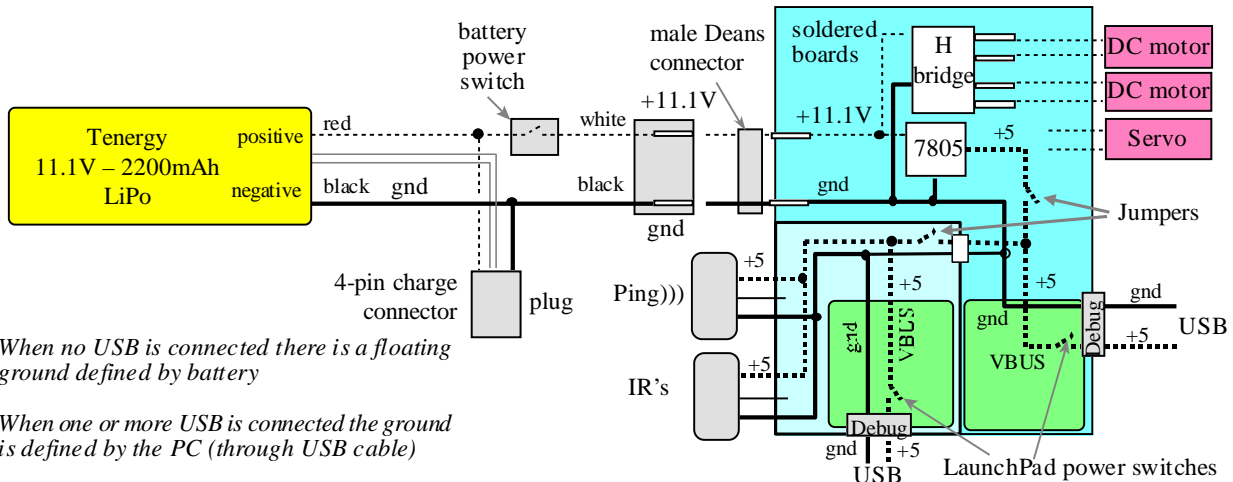 battery
power
switch
male Deans
connector
+11.1V
soldered
boards
H
bridge
DC motor
DC motor
Servo
Tenergy
11.1V – 2200mAh
LiPo
positive
negative
red
black
gnd
white
black
gnd
+11.1V
gnd
7805
+5
Jumpers
4-pin charge
connector
plug
Ping)))
+5
IR's
+5
+5
+5
gnd
VBUS
gnd
VBUS
Debug
gnd
+5
USB
Debug
gnd
+5
USB
LaunchPad power switches
When no USB is connected there is a floating
ground defined by battery
When one or more USB is connected the ground
is defined by the PC (through USB cable)